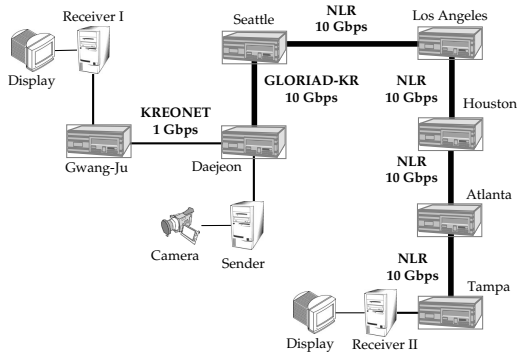 Receiver I
Display
Seattle
NLR
10 Gbps
Los Angeles
GLORIAD-KR
10 Gbps
NLR
10 Gbps
Houston
KREONET
1 Gbps
Gwang-Ju
Daejeon
NLR
10 Gbps
Atlanta
Camera
Sender
NLR
10 Gbps
Tampa
Display
Receiver II